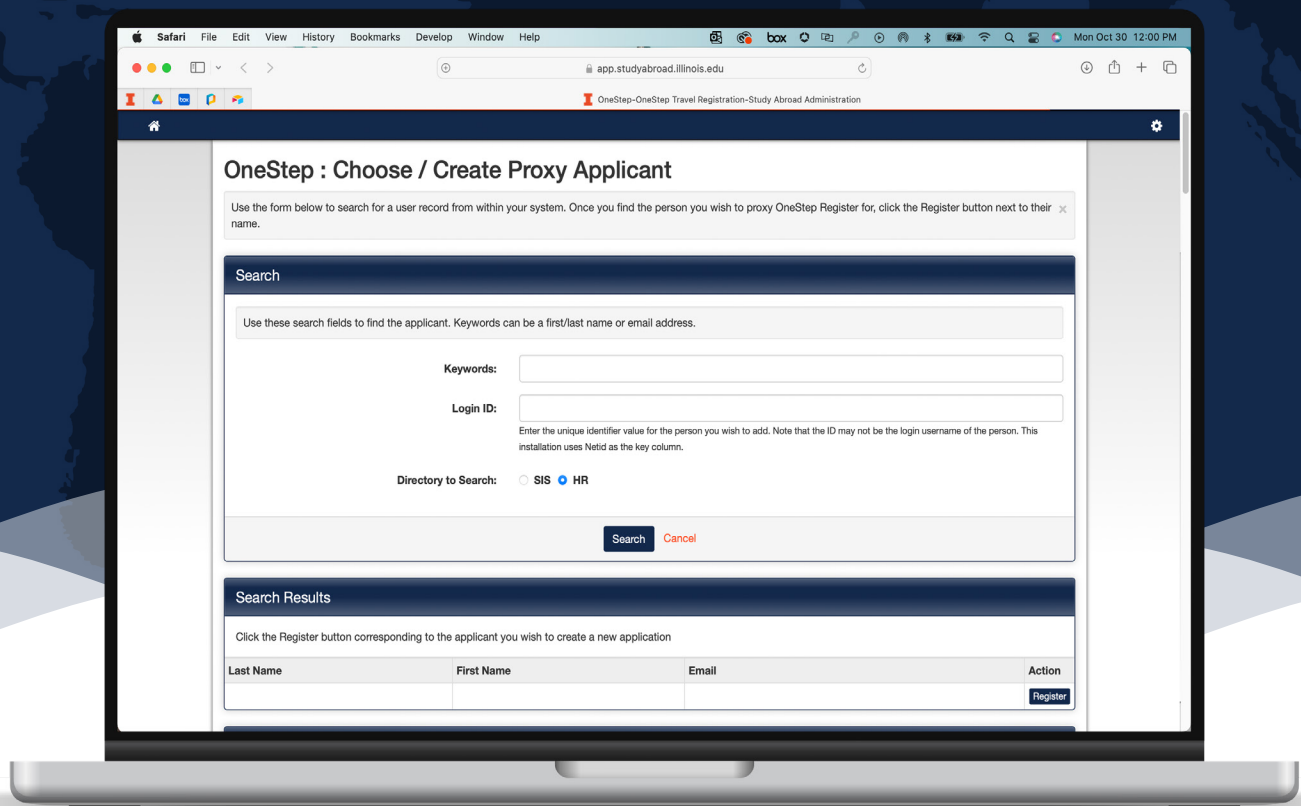 Safari File Edit View History Bookmarks Develop Window Help box Mon Oct 30 12:00 PM
app.studyabroad.illinois.edu
box OneStep-OneStep Travel Registration-Study Abroad Administration
OneStep : Choose / Create Proxy Applicant
Use the form below to search for a user record from within your system. Once you find the person you wish to proxy OneStep Register for, click the Register button next to their
name.
Search
Use these search fields to find the applicant. Keywords can be a first/last name or email address.
Keywords:
Login ID:
Enter the unique identifier value for the person you wish to add. Note that the ID may not be the login username of the person. This
installation uses Netid as the key column.
Directory to Search: SIS HR
Search Cancel
Search Results
Click the Register button corresponding to the applicant you wish to create a new application
Last Name First Name Email Action
Register